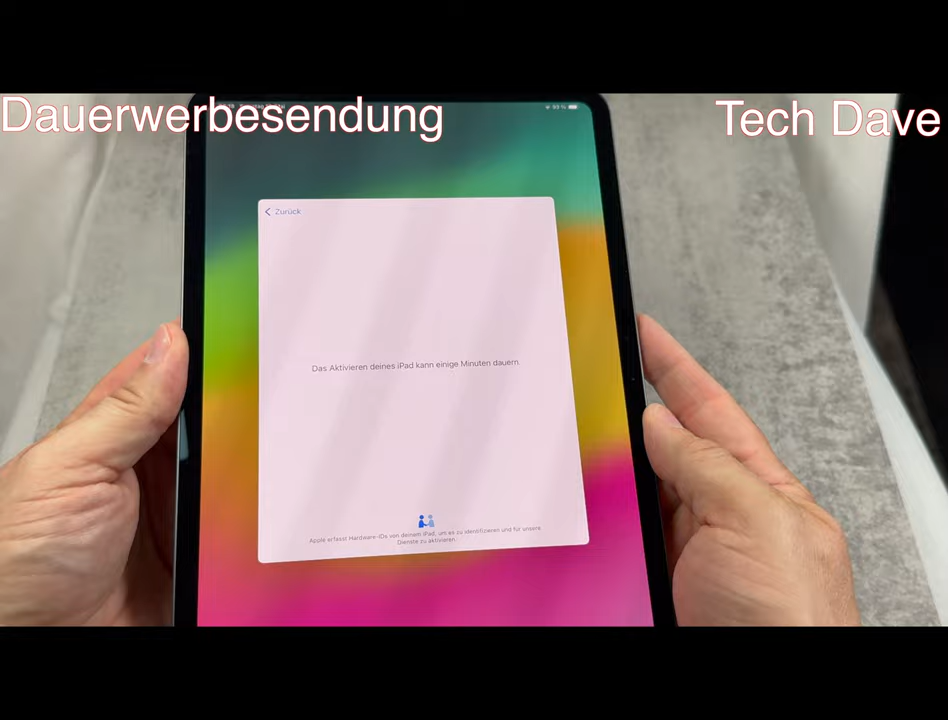 Dauerwerbesendung
Tech Dave
93 %
Zurück
Das Aktivieren deines iPad kann einige Minuten dauern.
Apple erfasst Hardware-IDs von deinem iPad, um es zu identifizieren und für unsere
Dienste zu aktivieren.